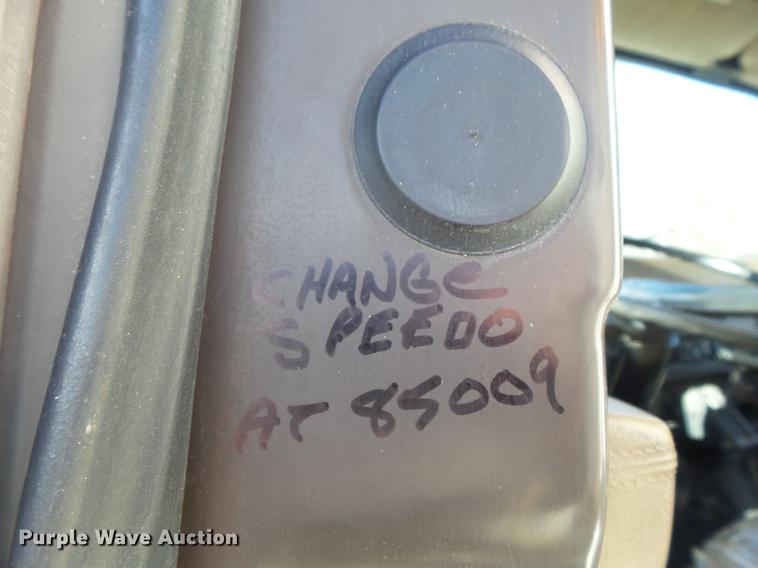 CHANGE
SPEEDO
AT 85009
Purple Wave Auction